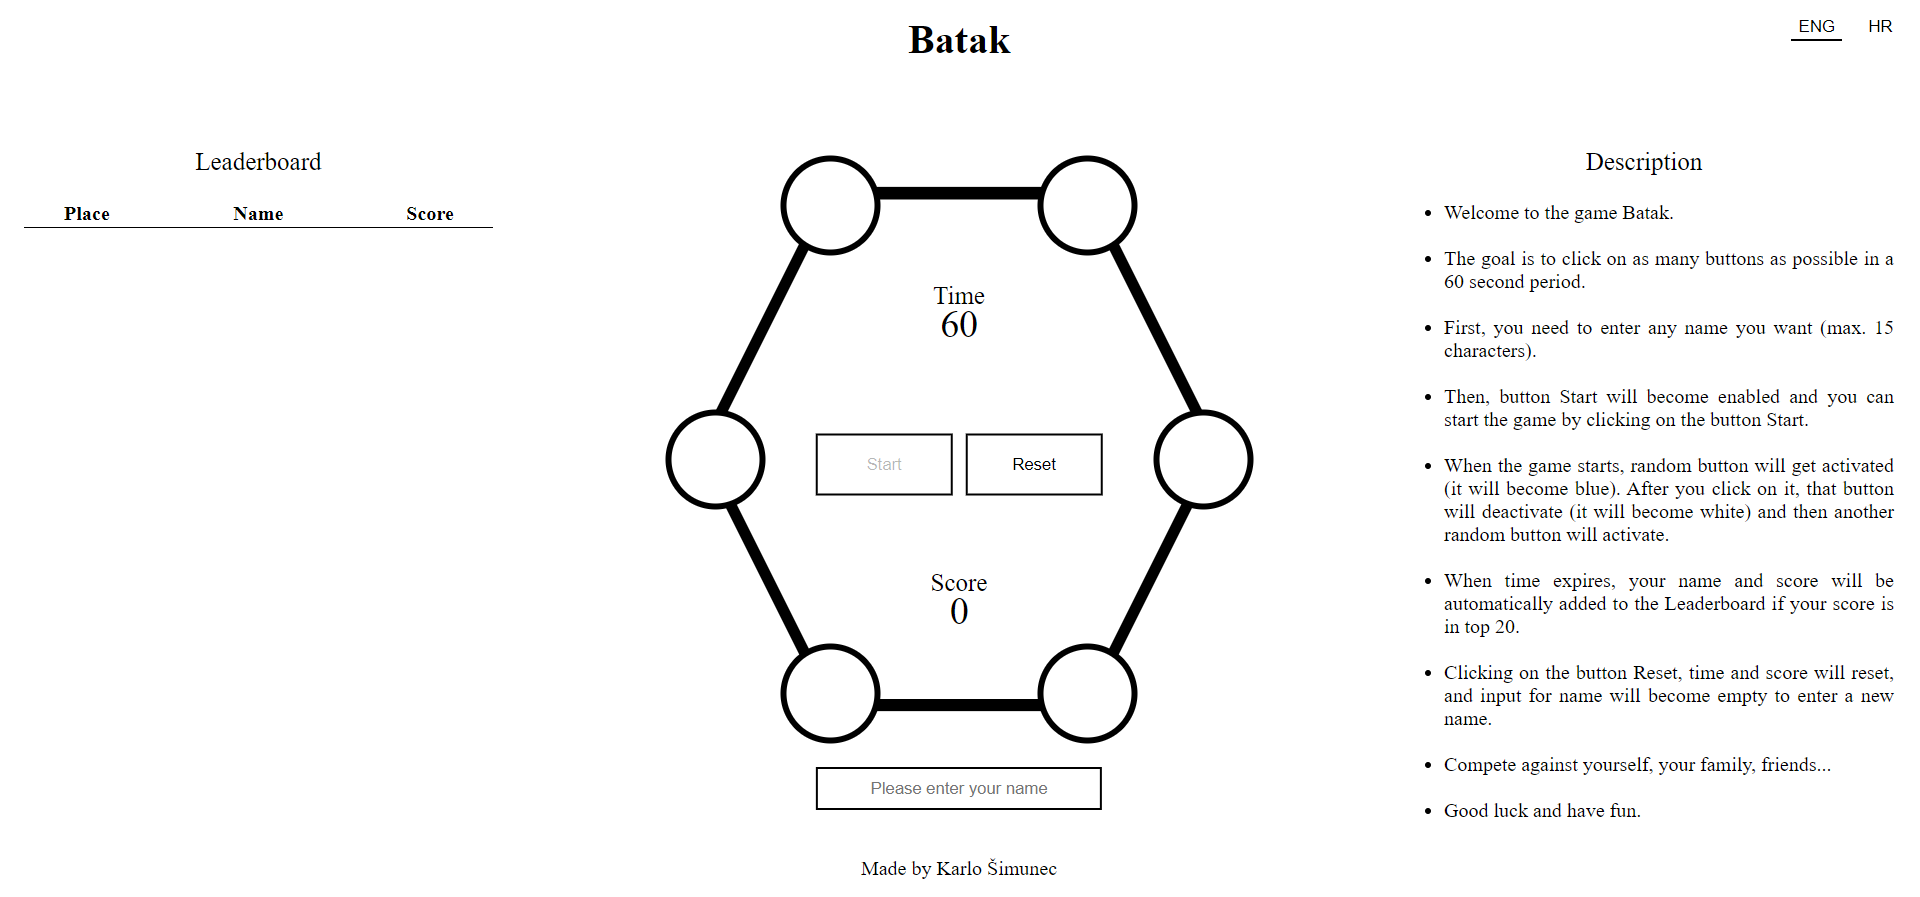 Batak
ENG HR
Leaderboard
Place Name Score
Time
60
Start Reset
Score
0
Please enter your name
Made by Karlo Šimunec
Description
• Welcome to the game Batak.
• The goal is to click on as many buttons as possible in a
60 second period.
• First, you need to enter any name you want (max. 15
characters).
• Then, button Start will become enabled and you can
start the game by clicking on the button Start.
• When the game starts, random button will get activated
(it will become blue). After you click on it, that button
will deactivate (it will become white) and then another
random button will activate.
• When time expires, your name and score will be
automatically added to the Leaderboard if your score is
in top 20.
• Clicking on the button Reset, time and score will reset,
and input for name will become empty to enter a new
name.
• Compete against yourself, your family, friends...
• Good luck and have fun.